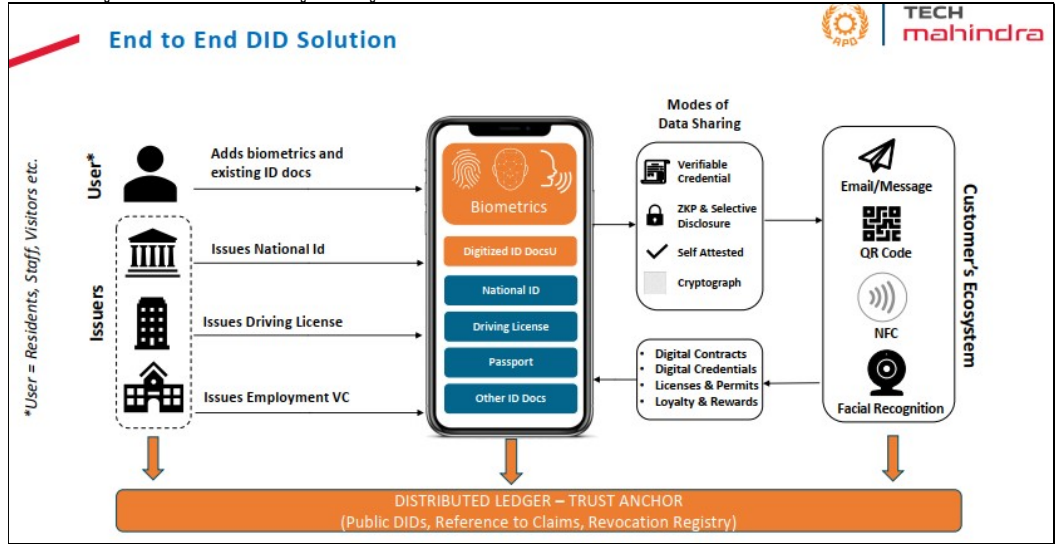 TECH
mahindra
RPD
End to End DID Solution
Modes of
Data Sharing
*User = Residents, Staff, Visitors etc.
User*
Issuers
Adds biometrics and
existing ID docs
Issues National Id
Issues Driving License
Issues Employment VC
Biometrics
Digitized ID DocsU
National ID
Driving License
Passport
Other ID Docs
Verifiable
Credential
ZKP & Selective
Disclosure
Self Attested
Cryptograph
• Digital Contracts
• Digital Credentials
• Licenses & Permits
• Loyalty & Rewards
Email/Message
QR Code
NFC
Facial Recognition
Customer's Ecosystem
DISTRIBUTED LEDGER – TRUST ANCHOR
(Public DIDs, Reference to Claims, Revocation Registry)